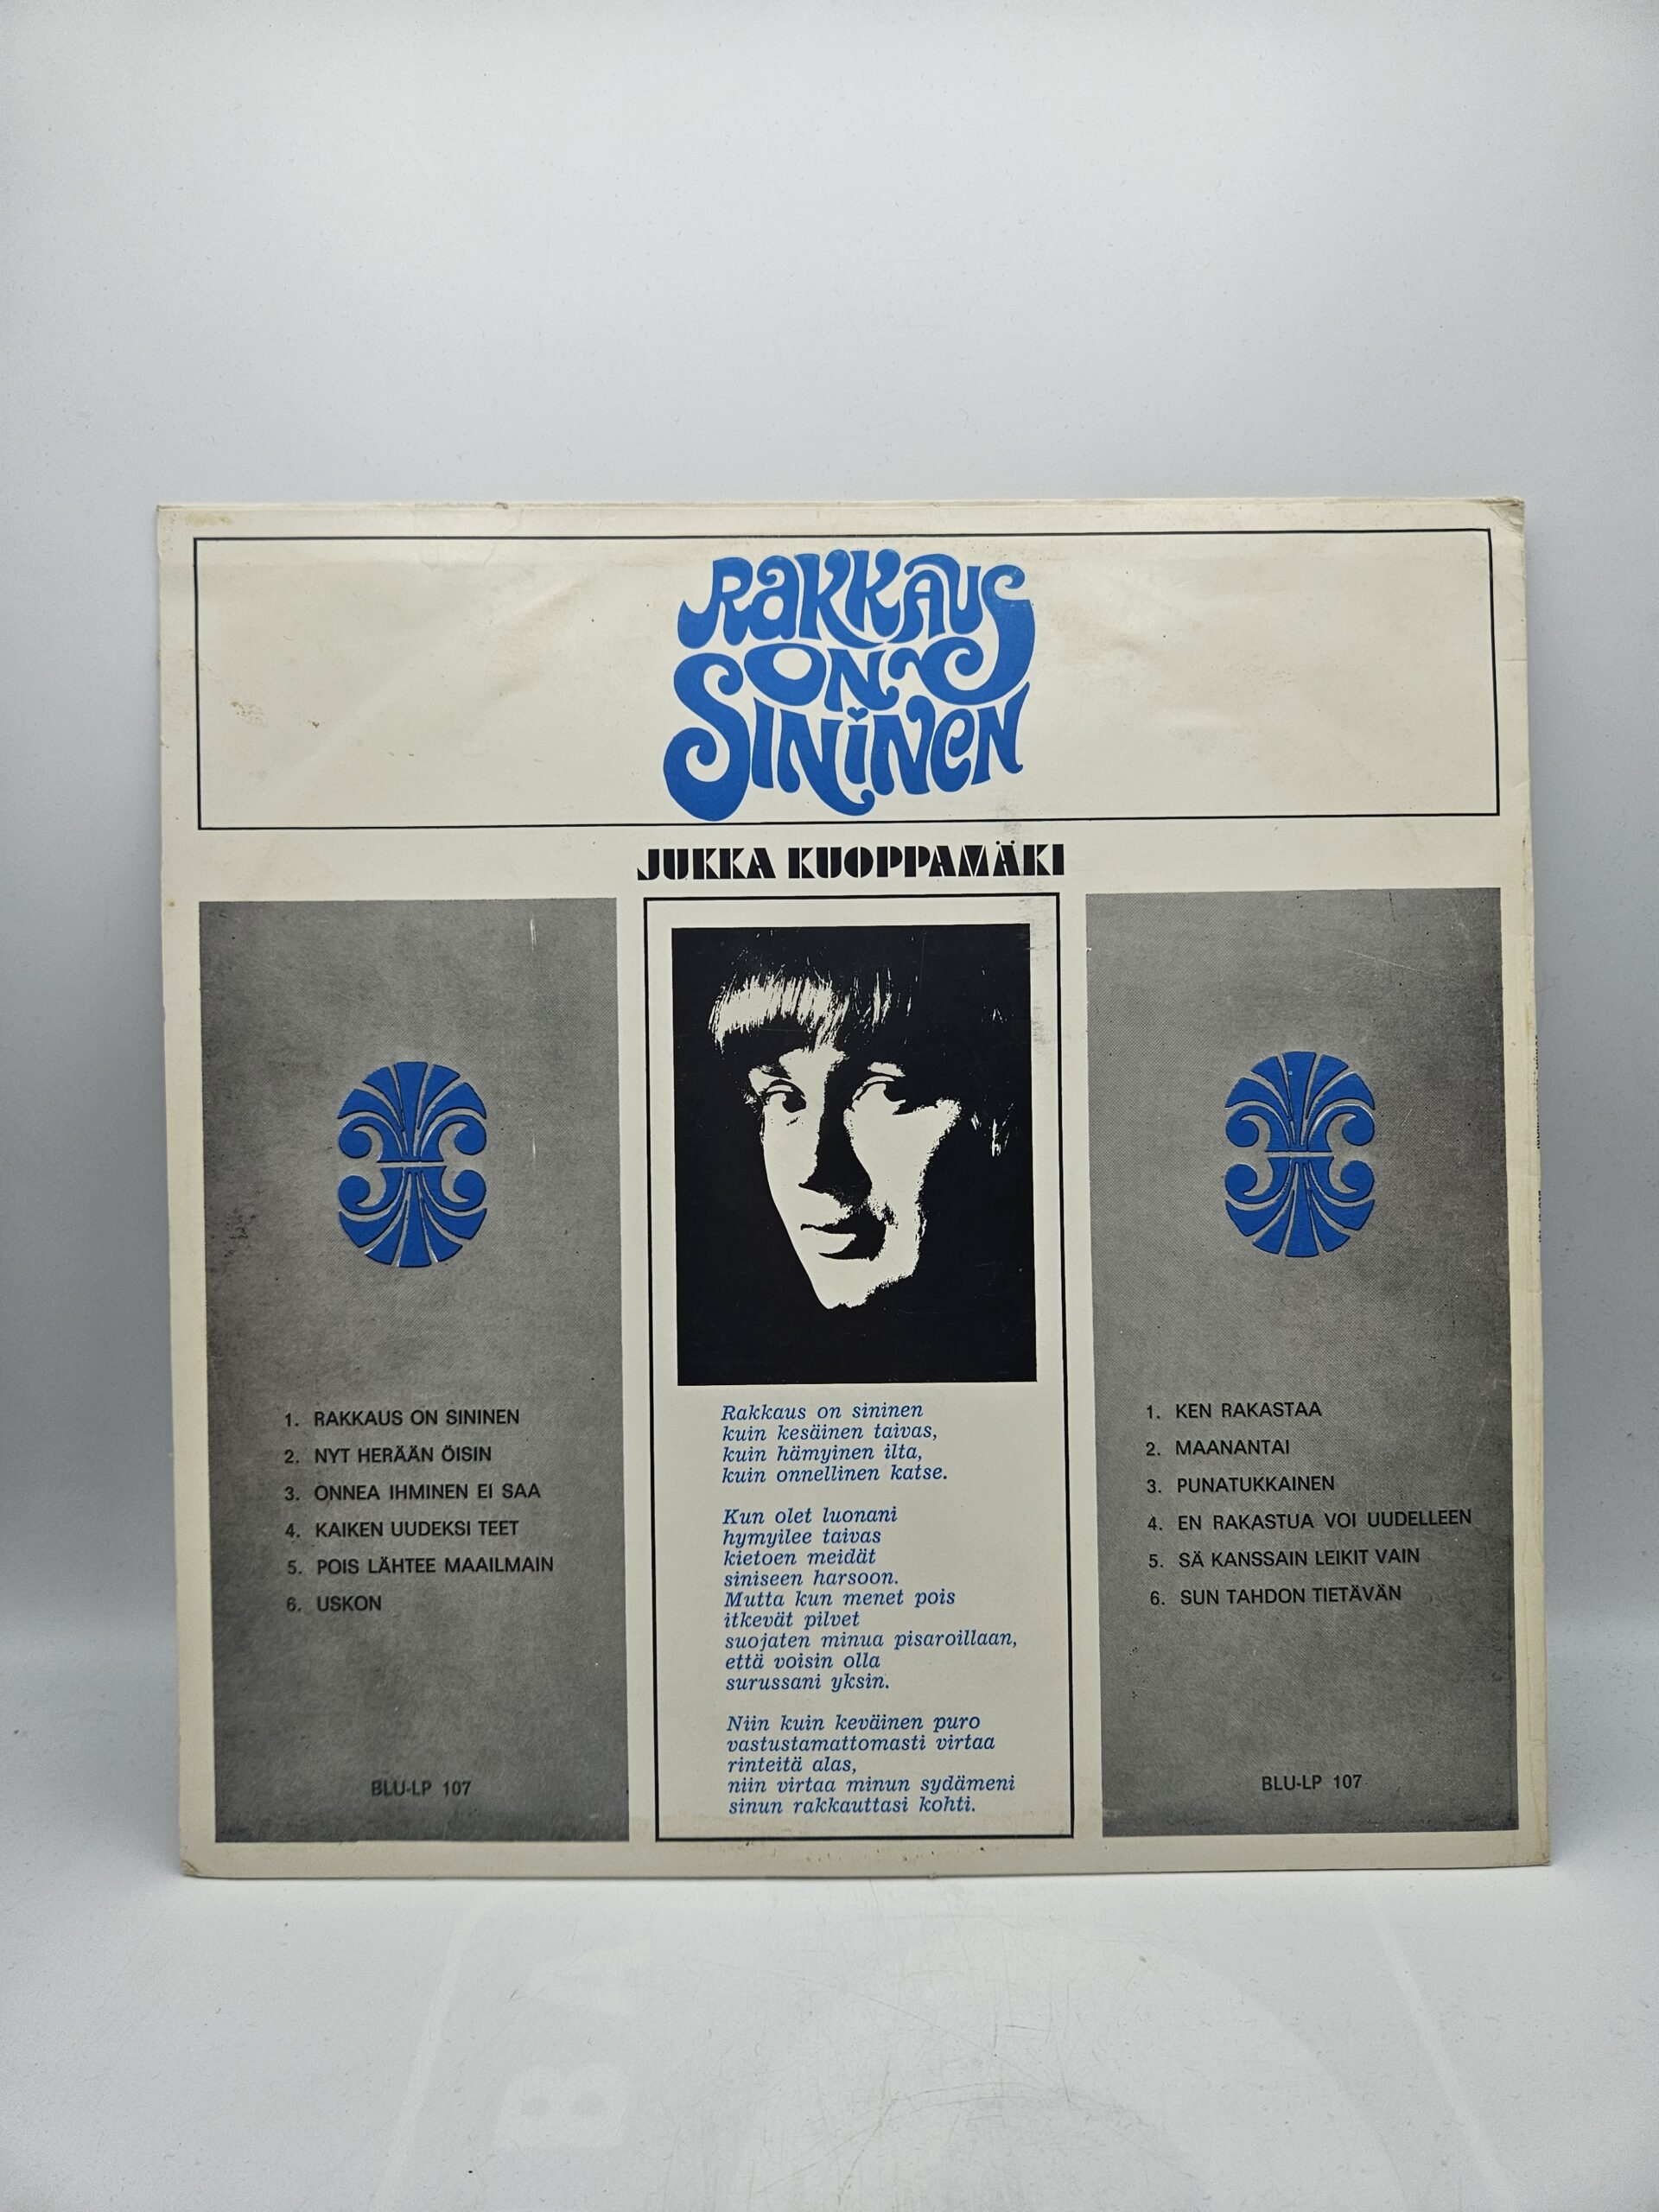 RAKKAUS
ON
SININEN
JUKKA KUOPPAMÄKI
1. RAKKAUS ON SININEN
2. NYT HERÄÄN ÖISIN
3. ONNEA IHMINEN EI SAA
4. KAIKEN UUDEKSI TEET
5. POIS LÄHTEE MAAILMAIN
6. USKON
BLU-LP 107
Rakkaus on sininen
kuin kesäinen taivas,
kuin hämyinen ilta,
kuin onnellinen katse.
Kun olet luonani
hymyilee taivas
kietoen meidät
siniseen harsoon.
Mutta kun menet pois
itkevät pilvet
suojaten minua pisaroillaan,
että voisin olla
surussani yksin.
Niin kuin keväinen puro
vastustamattomasti virtaa
rinteitä alas,
niin virtaa minun sydämeni
sinun rakkauttasi kohti.
1. KEN RAKASTAA
2. MAANANTAI
3. PUNATUKKAINEN
4. EN RAKASTUA VOI UUDELLEEN
5. SÄ KANSSAIN LEIKIT VAIN
6. SUN TAHDON TIETÄVÄN
BLU-LP 107